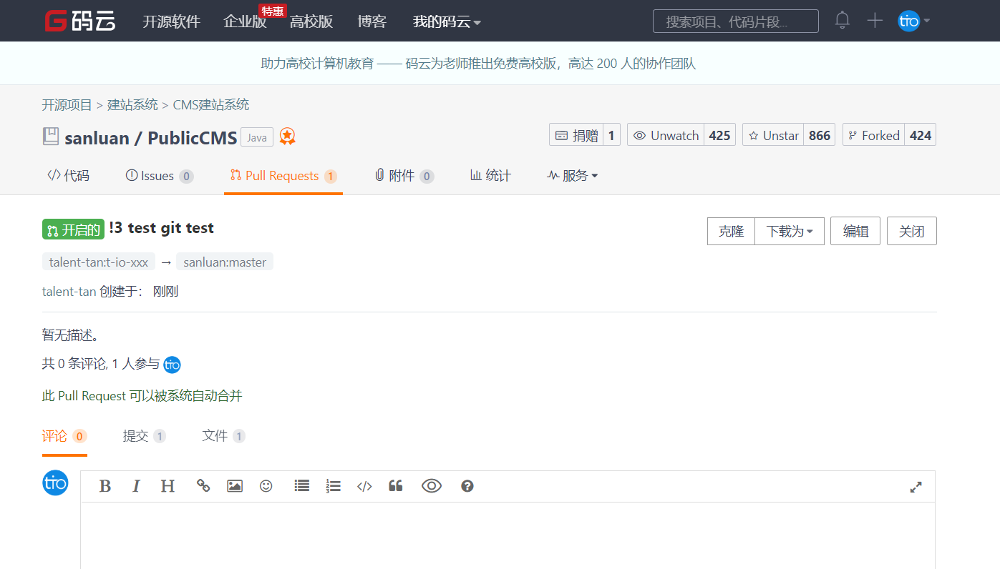 码云 开源软件 企业版 特惠 高校版 博客 我的码云 搜索项目、代码片段... tio
助力高校计算机教育 —— 码云为老师推出免费高校版，高达 200 人的协作团队
开源项目 > 建站系统 > CMS建站系统
sanluan / PublicCMS Java 捐赠 1 Unwatch 425 Unstar 866 Forked 424
代码 Issues 0 Pull Requests 1 附件 0 统计 服务
开启的 !3 test git test 克隆 下载为 编辑 关闭
talent-tan:t-io-xxx → sanluan:master
talent-tan 创建于： 刚刚
暂无描述。
共 0 条评论, 1 人参与 tio
此 Pull Request 可以被系统自动合并
评论 0 提交 1 文件 1
tio B I H